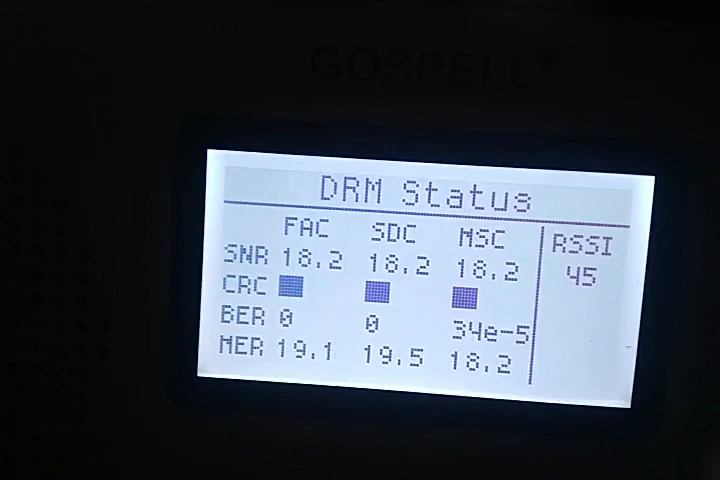 GOSPELL
DRM Status
FAC SDC MSC RSSI
SNR 18.2 18.2 18.2 45
CRC
BER 0 0 34e-5
MER 19.1 19.5 18.2